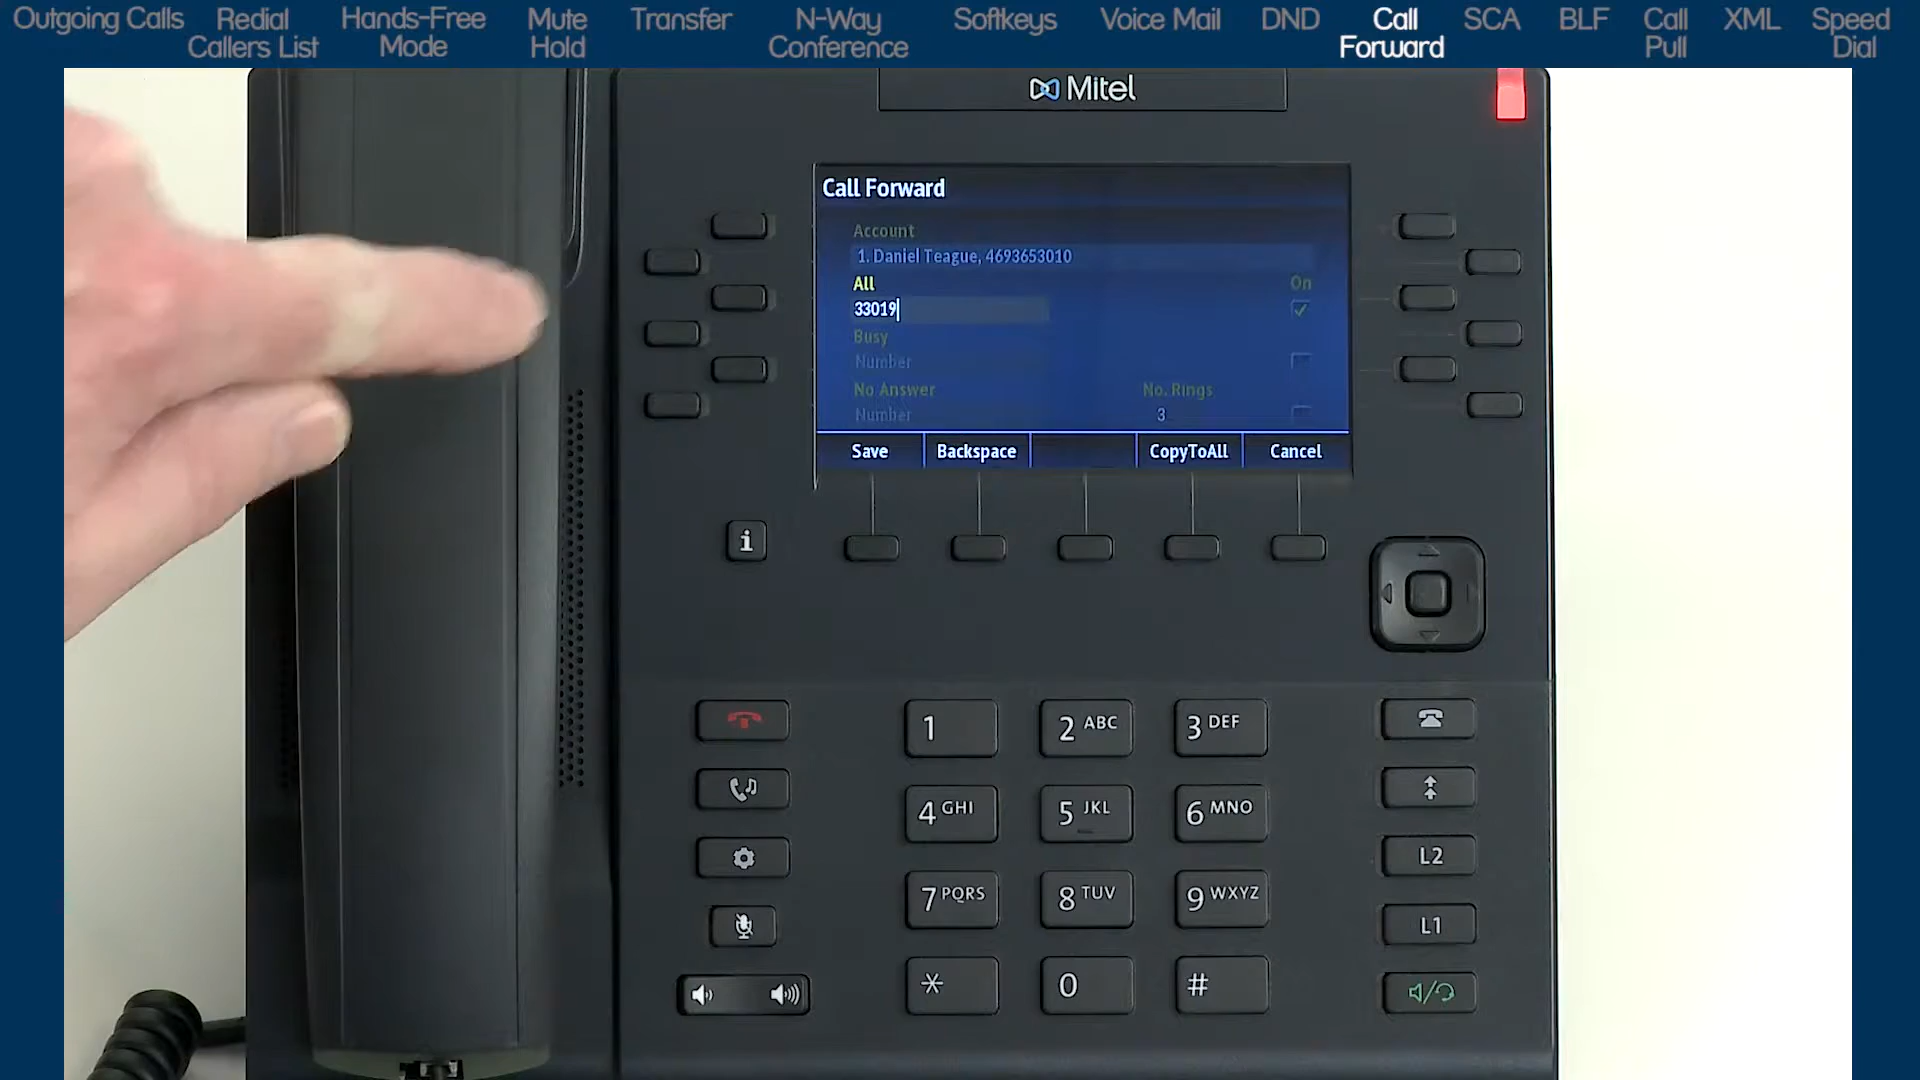 Outgoing Calls
Redial
Callers List
Hands-Free
Mode
Mute
Hold
Transfer
N-Way
Conference
Softkeys
Voice Mail
DND
Call
Forward
SCA
BLF
Call
Pull
XML
Speed
Dial
Mitel
Call Forward
Account
1. Daniel Teague, 4693653010
All On
33019
Busy
Number
No Answer No. Rings
Number 3
Save Backspace CopyToAll Cancel
i
1 2 ABC 3 DEF
4 GHI 5 JKL 6 MNO
L2
7 PQRS 8 TUV 9 WXYZ
L1
* 0 #